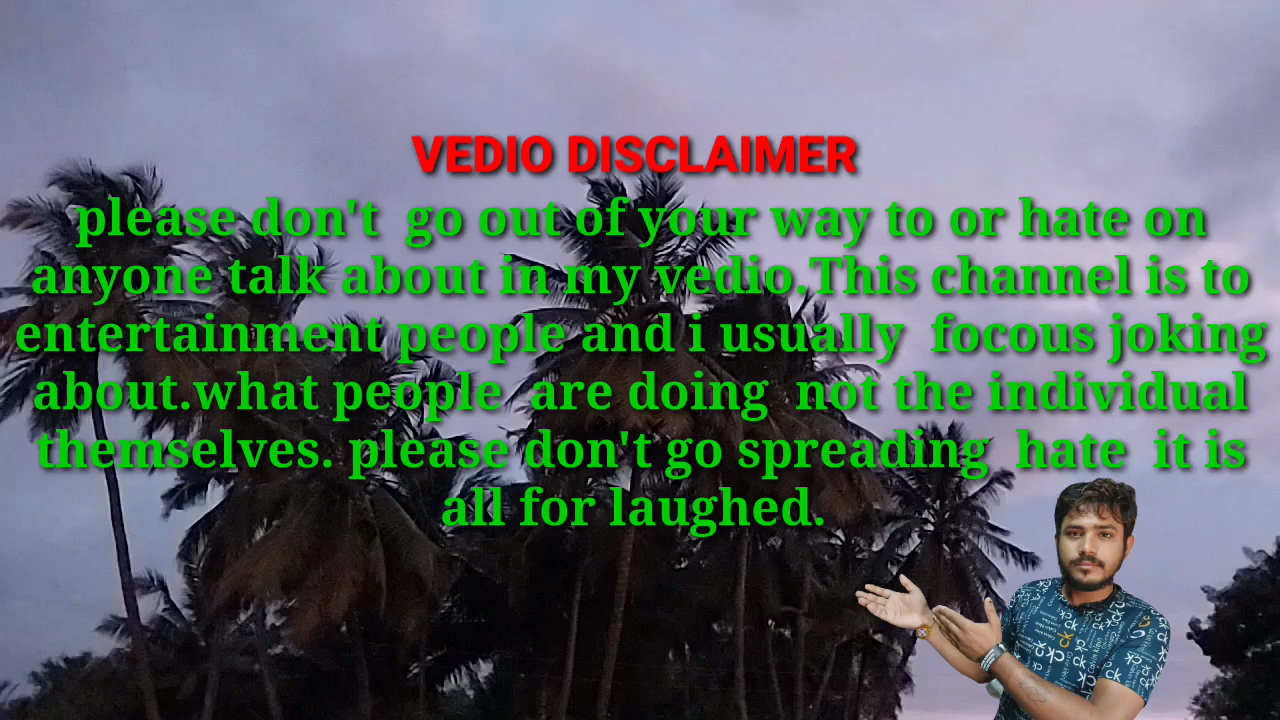 VEDIO DISCLAIMER
please don't go out of your way to or hate on
anyone talk about in my vedio.This channel is to
entertainment people and i usually focous joking
about.what people are doing not the individual
themselves. please don't go spreading hate it is
all for laughed.